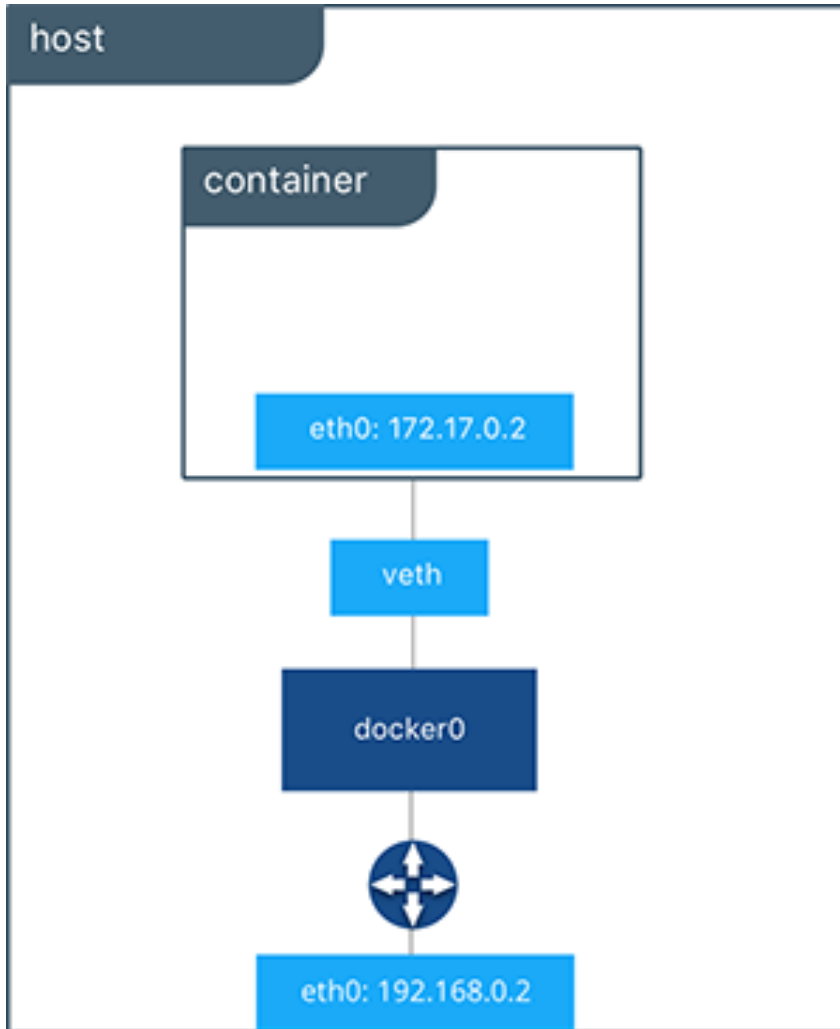 host
container
eth0: 172.17.0.2
veth
docker0
eth0: 192.168.0.2